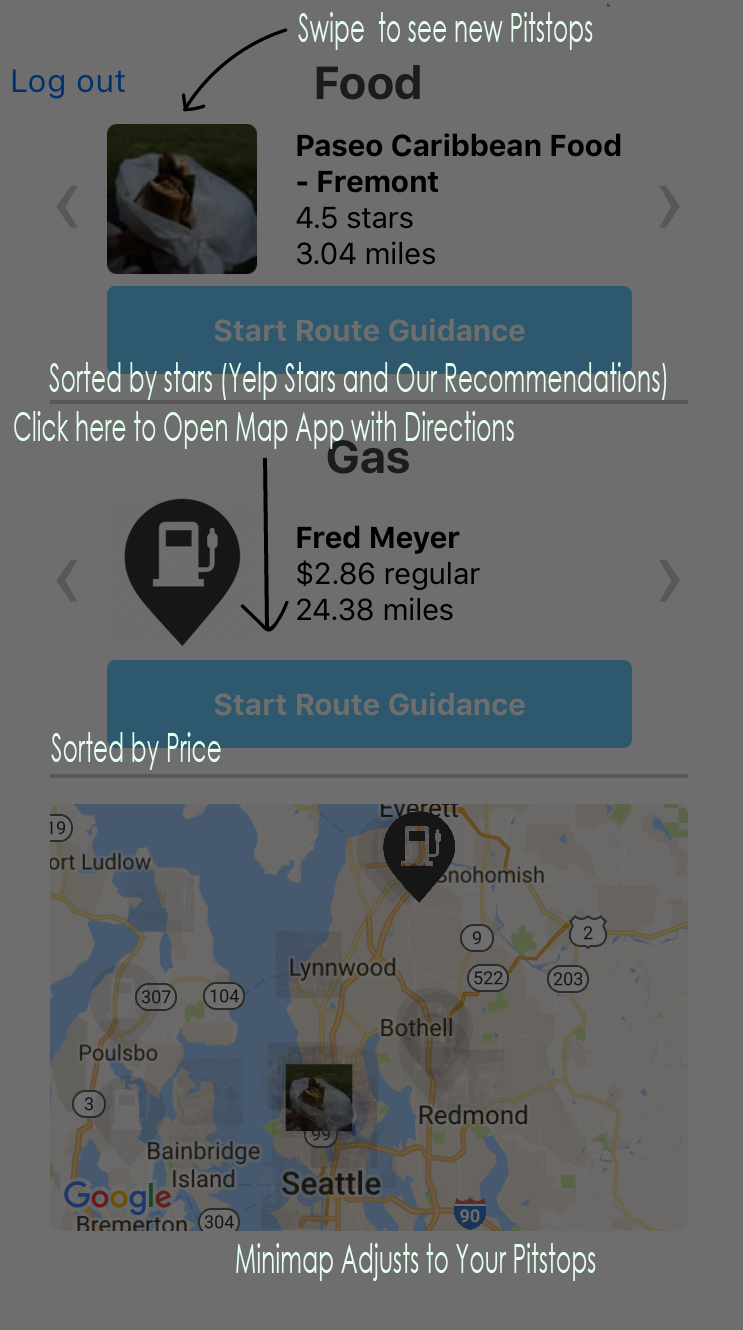 Swipe to see new Pitstops
Log out
Food
Paseo Caribbean Food
- Fremont
4.5 stars
3.04 miles
Start Route Guidance
Sorted by stars (Yelp Stars and Our Recommendations)
Click here to Open Map App with Directions
Gas
Fred Meyer
$2.86 regular
24.38 miles
Start Route Guidance
Sorted by Price
Everett
19
ort Ludlow
Snohomish
9
2
Lynnwood
522
203
307
104
Bothell
Poulsbo
3
Redmond
99
Bainbridge
Island
Seattle
Google
Bremerton
304
90
Minimap Adjusts to Your Pitstops